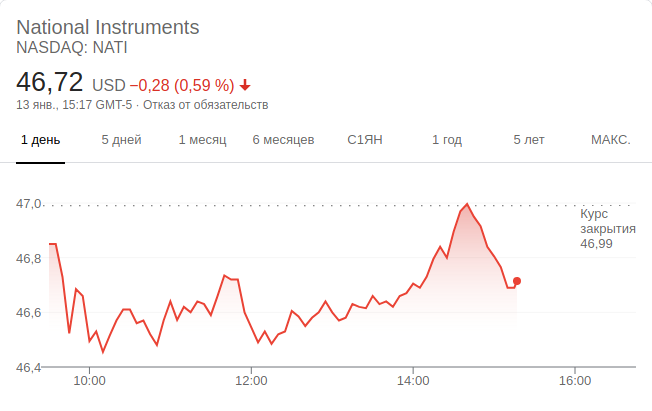 National Instruments
NASDAQ: NATI
46,72 USD −0,28 (0,59 %)
13 янв., 15:17 GMT-5 · Отказ от обязательств
1 день 5 дней 1 месяц 6 месяцев С1ЯН 1 год 5 лет МАКС.
47,0
Курс
закрытия
46,99
46,8
46,6
46,4
10:00 12:00 14:00 16:00